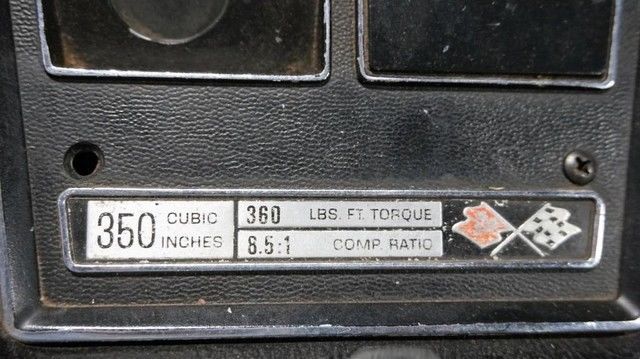 350 CUBIC INCHES
360 LBS. FT. TORQUE
8.5:1 COMP. RATIO